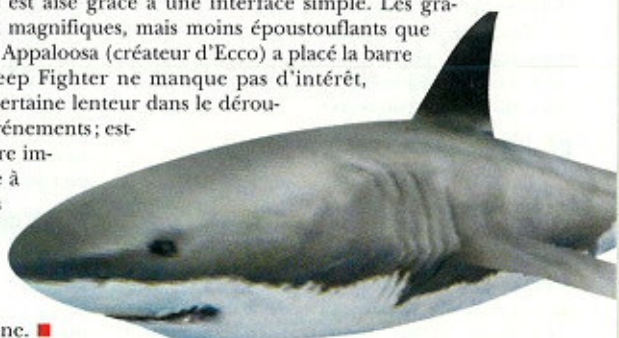 est aisé grâce à une interface simple. Les gra-
magnifiques, mais moins époustouflants que
Appaloosa (créateur d'Ecco) a placé la barre
eep Fighter ne manque pas d'intérêt,
ertaine lenteur dans le dérou-
énements; est-
re im-
à
ne. ■